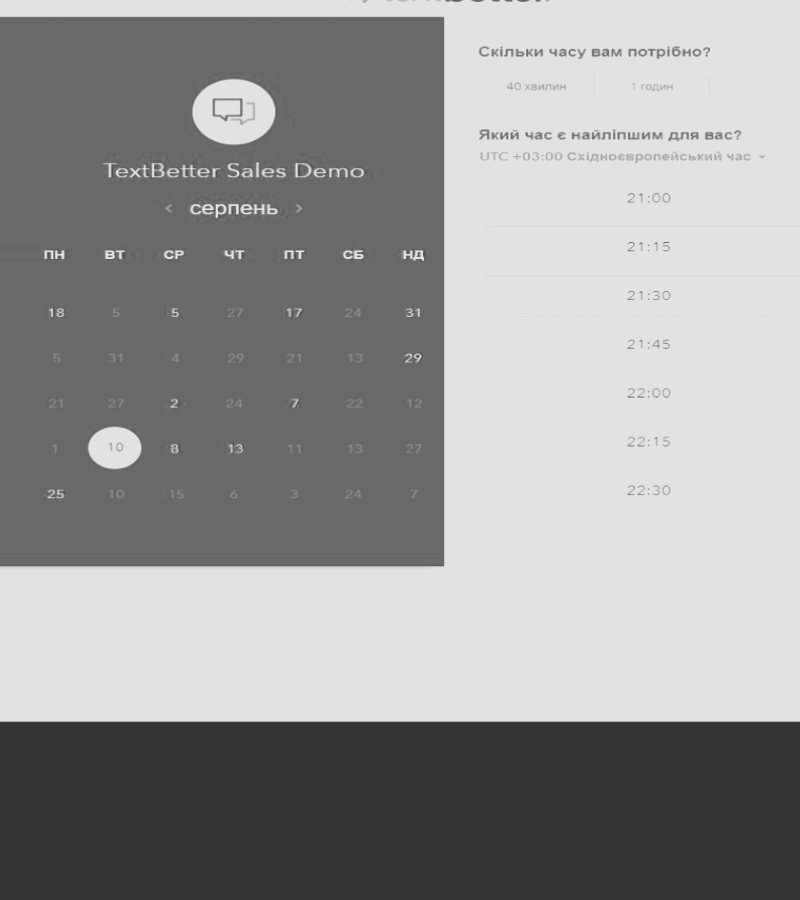 TextBetter Sales Demo
‹ серпень ›
ПН ВТ СР ЧТ ПТ СБ НД
18 5 5 27 17 24 31
5 31 4 29 21 13 29
21 27 2 24 7 22 12
1 10 8 13 11 13 27
25 10 15 6 3 24 7
Скільки часу вам потрібно?
40 хвилин 1 годин
Який час є найліпшим для вас?
UTC +03:00 Східноєвропейський час
21:00
21:15
21:30
21:45
22:00
22:15
22:30